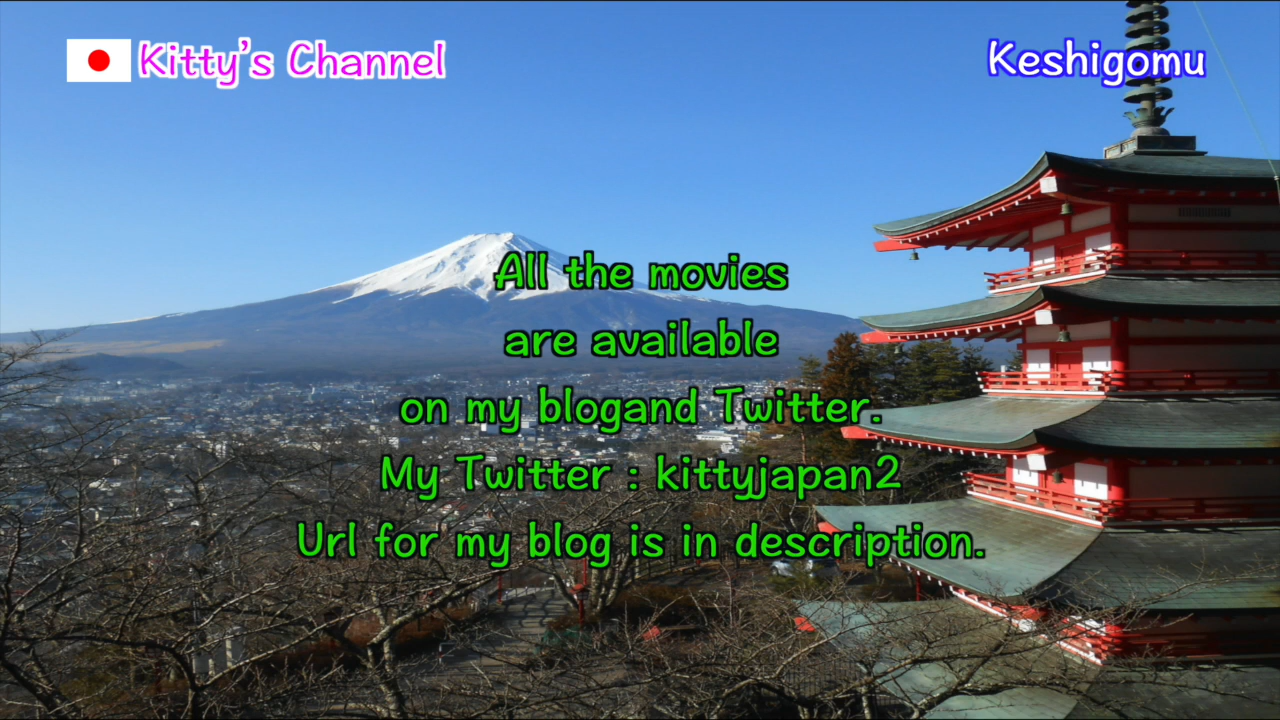 Kitty's Channel
Keshigomu
All the movies
are available
on my blogand Twitter.
My Twitter : kittyjapan2
Url for my blog is in description.